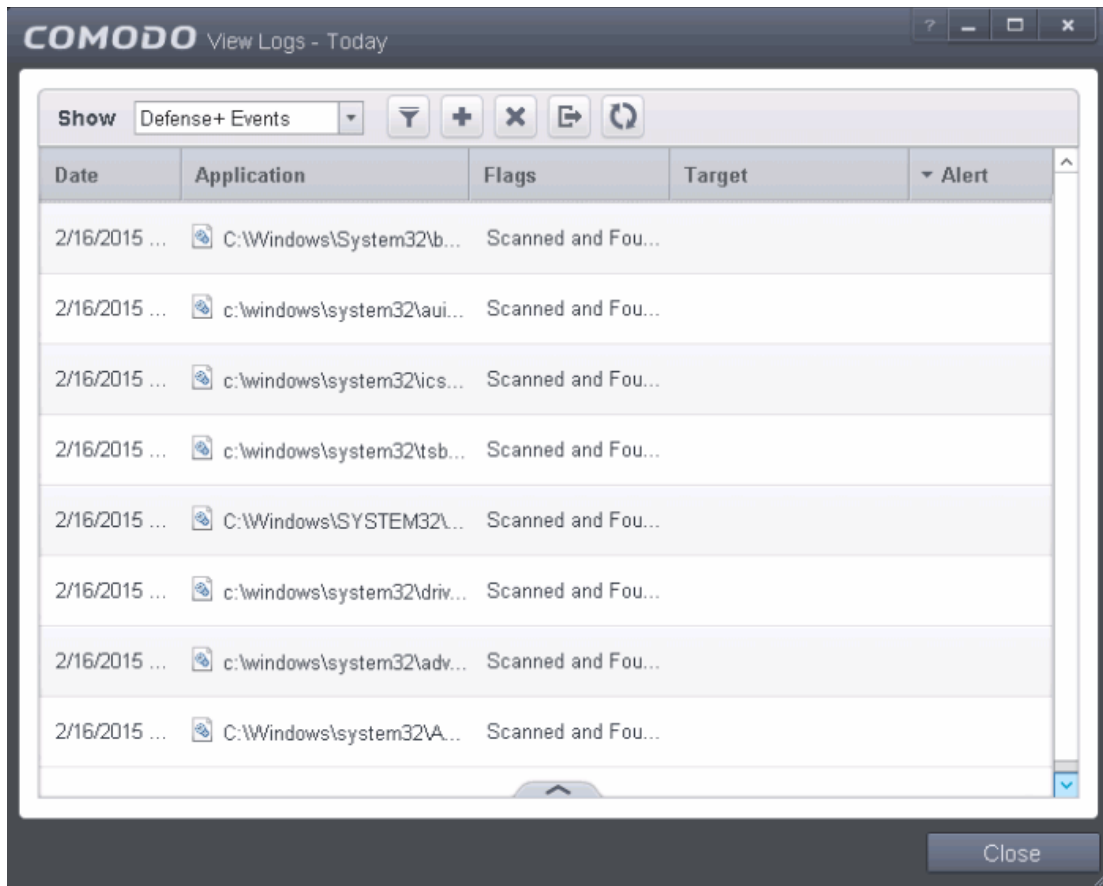 COMODO View Logs - Today
?
Show Defense+ Events
Date Application Flags Target Alert
2/16/2015 ... C:\Windows\System32\b... Scanned and Fou...
2/16/2015 ... c:\windows\system32\aui... Scanned and Fou...
2/16/2015 ... c:\windows\system32\ics... Scanned and Fou...
2/16/2015 ... c:\windows\system32\tsb... Scanned and Fou...
2/16/2015 ... C:\Windows\SYSTEM32\... Scanned and Fou...
2/16/2015 ... c:\windows\system32\driv... Scanned and Fou...
2/16/2015 ... c:\windows\system32\adv... Scanned and Fou...
2/16/2015 ... C:\Windows\system32\A... Scanned and Fou...
Close